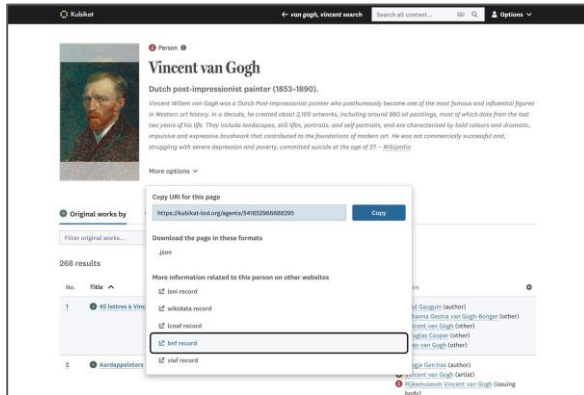 Kubikat
← van gogh, vincent search
Search all content...
Options
Person
Vincent van Gogh
Dutch post-impressionist painter (1853–1890).
Vincent Willem van Gogh was a Dutch Post-Impressionist painter who posthumously became one of the most famous and influential figures
in Western art history. In a decade, he created about 2,100 artworks, including around 860 oil paintings, most of which date from the last
two years of his life. They include landscapes, still lifes, portraits, and self-portraits, and are characterised by bold colours and dramatic,
impulsive and expressive brushwork that contributed to the foundations of modern art. He was not commercially successful and,
struggling with severe depression and poverty, committed suicide at the age of 37. – Wikipedia
More options
Copy URI for this page
https://kubikat-lod.org/agents/541632966688295
Copy
Original works by
Filter original works...
Download the page in these formats
.json
268 results
More information related to this person on other websites
No. Title
isni record
1 45 lettres à Vinc
Gauguin (author)
van Gogh-Bonger (other)
wikidata record
van Gogh (other)
lcnaf record
Cooper (other)
bnf record
van Gogh (other)
viaf record
2 Aardappeleters
Gerritse (author)
Vincent van Gogh (artist)
Rijksmuseum Vincent van Gogh (issuing
body)